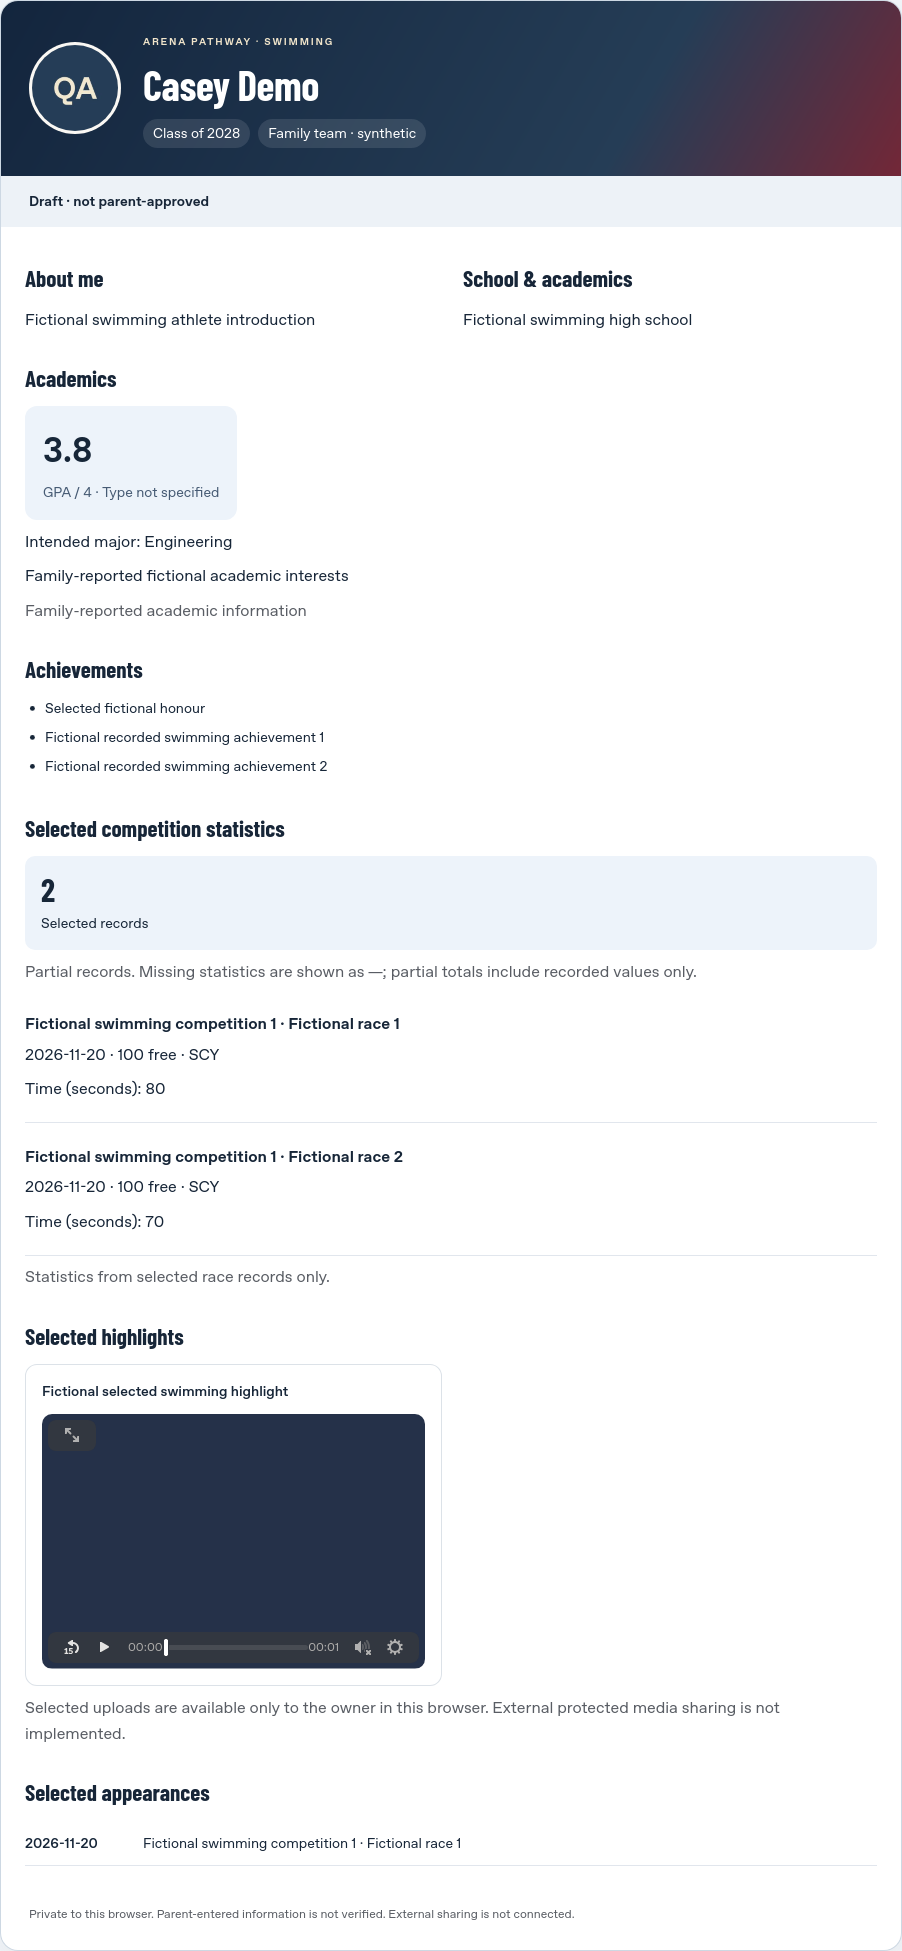 ARENA PATHWAY · SWIMMING
QA
Casey Demo
Class of 2028
Family team · synthetic
Draft · not parent-approved
About me
Fictional swimming athlete introduction
School & academics
Fictional swimming high school
Academics
3.8
GPA / 4 · Type not specified
Intended major: Engineering
Family-reported fictional academic interests
Family-reported academic information
Achievements
• Selected fictional honour
• Fictional recorded swimming achievement 1
• Fictional recorded swimming achievement 2
Selected competition statistics
2
Selected records
Partial records. Missing statistics are shown as —; partial totals include recorded values only.
Fictional swimming competition 1 · Fictional race 1
2026-11-20 · 100 free · SCY
Time (seconds): 80
Fictional swimming competition 1 · Fictional race 2
2026-11-20 · 100 free · SCY
Time (seconds): 70
Statistics from selected race records only.
Selected highlights
Fictional selected swimming highlight
15 00:00 00:01
Selected uploads are available only to the owner in this browser. External protected media sharing is not
implemented.
Selected appearances
2026-11-20 Fictional swimming competition 1 · Fictional race 1
Private to this browser. Parent-entered information is not verified. External sharing is not connected.